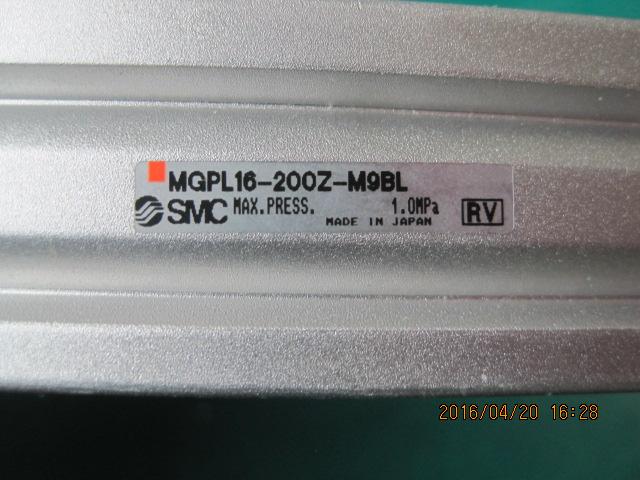 MGPL16-200Z-M9BL
SMC MAX.PRESS. 1.0MPa RV
MADE IN JAPAN
2016/04/20 16:28